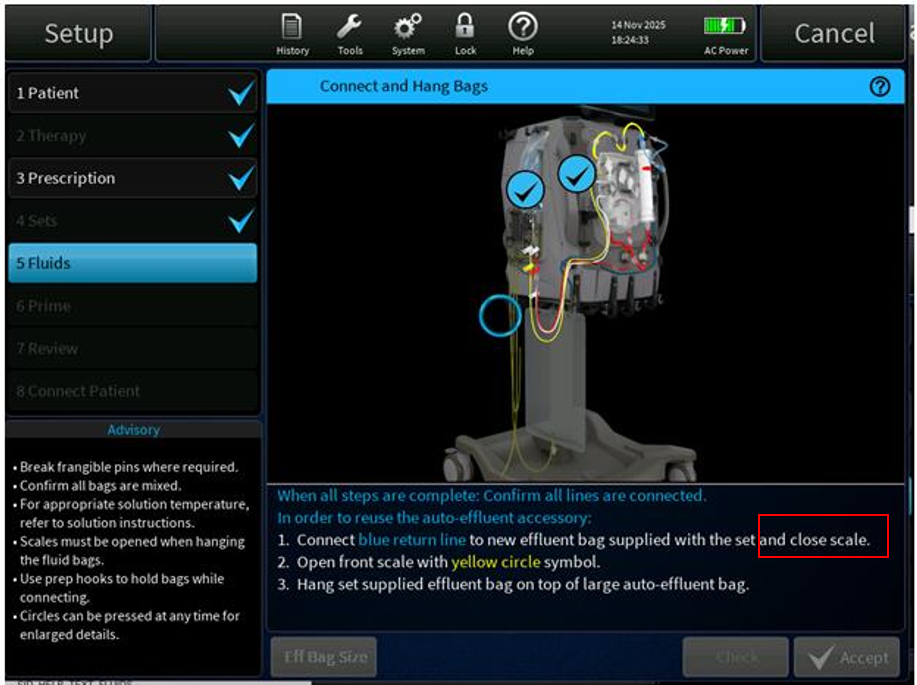 Setup
History
Tools
System
Lock
Help
14 Nov 2025
18:24:33
AC Power
Cancel
1 Patient
2 Therapy
3 Prescription
4 Sets
5 Fluids
6 Prime
7 Review
8 Connect Patient
Advisory
• Break frangible pins where required.
• Confirm all bags are mixed.
• For appropriate solution temperature,
refer to solution instructions.
• Scales must be opened when hanging
the fluid bags.
• Use prep hooks to hold bags while
connecting.
• Circles can be pressed at any time for
enlarged details.
Connect and Hang Bags
When all steps are complete: Confirm all lines are connected.
In order to reuse the auto-effluent accessory:
1. Connect blue return line to new effluent bag supplied with the set and close scale.
2. Open front scale with yellow circle symbol.
3. Hang set supplied effluent bag on top of large auto-effluent bag.
Eff Bag Size
Check
Accept